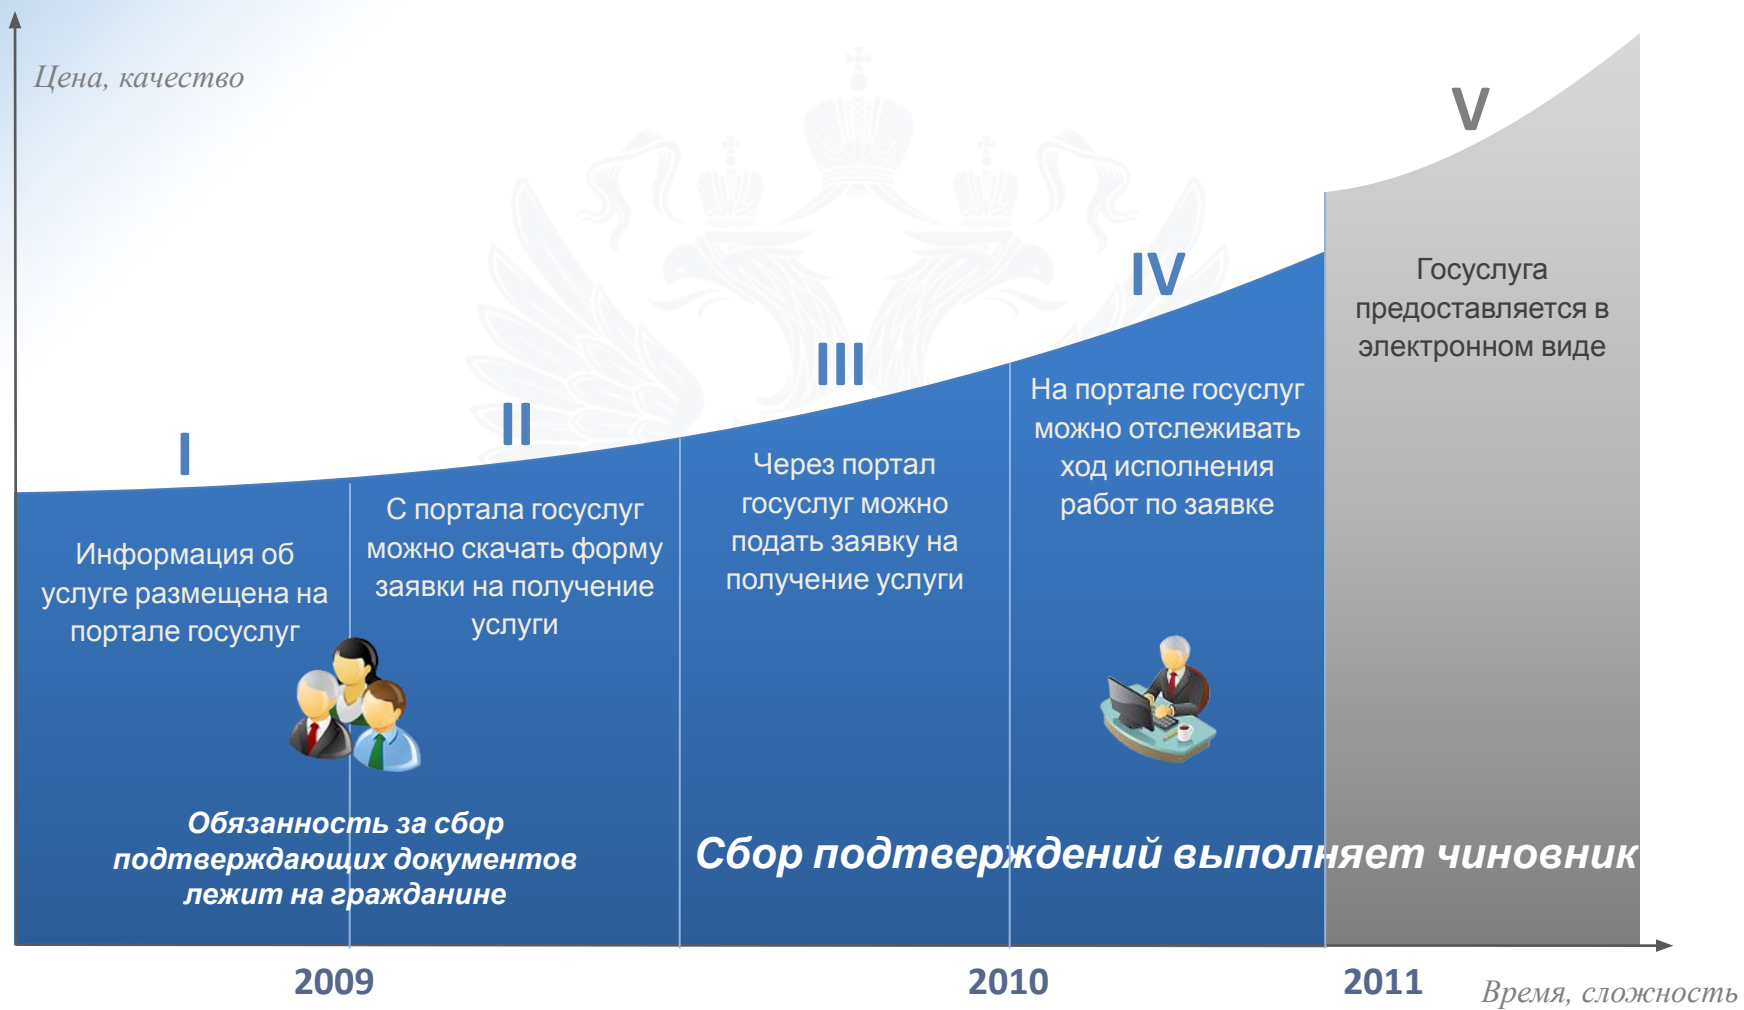 Цена, качество
I
Информация об
услуге размещена на
портале госуслуг
II
С портала госуслуг
можно скачать форму
заявки на получение
услуги
III
Через портал
госуслуг можно
подать заявку на
получение услуги
IV
На портале госуслуг
можно отслеживать
ход исполнения
работ по заявке
V
Госуслуга
предоставляется в
электронном виде
Обязанность за сбор
подтверждающих документов
лежит на гражданине
Сбор подтверждений выполняет чиновник
2009
2010
2011
Время, сложность